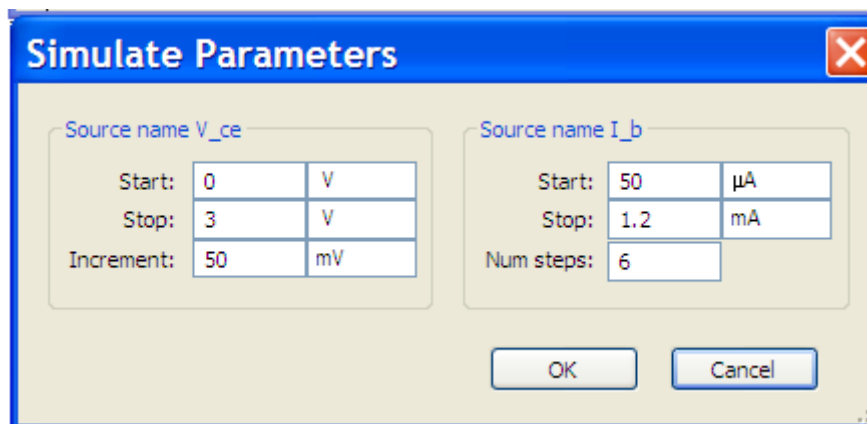 Simulate Parameters
Source name V_ce
Start: 0 V
Stop: 3 V
Increment: 50 mV
Source name I_b
Start: 50 µA
Stop: 1.2 mA
Num steps: 6
OK
Cancel